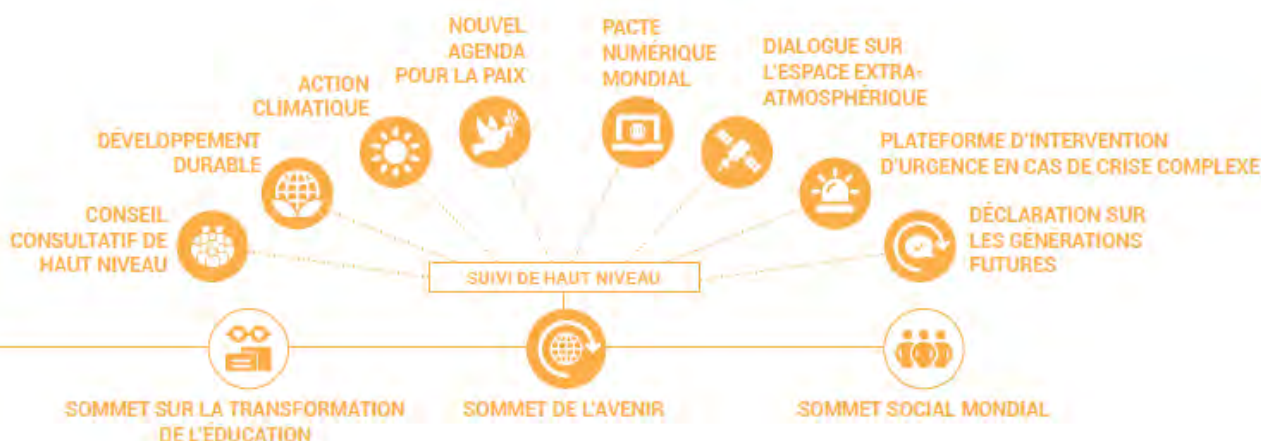 NOUVEL
AGENDA
POUR LA PAIX
PACTE
NUMÉRIQUE
MONDIAL
DIALOGUE SUR
L'ESPACE EXTRA-
ATMOSPHÉRIQUE
ACTION
CLIMATIQUE
DÉVELOPPEMENT
DURABLE
PLATEFORME D'INTERVENTION
D'URGENCE EN CAS DE CRISE COMPLEXE
CONSEIL
CONSULTATIF DE
HAUT NIVEAU
DÉCLARATION SUR
LES GÉNÉRATIONS
FUTURES
SUIVI DE HAUT NIVEAU
SOMMET SUR LA TRANSFORMATION
DE L'ÉDUCATION
SOMMET DE L'AVENIR
SOMMET SOCIAL MONDIAL